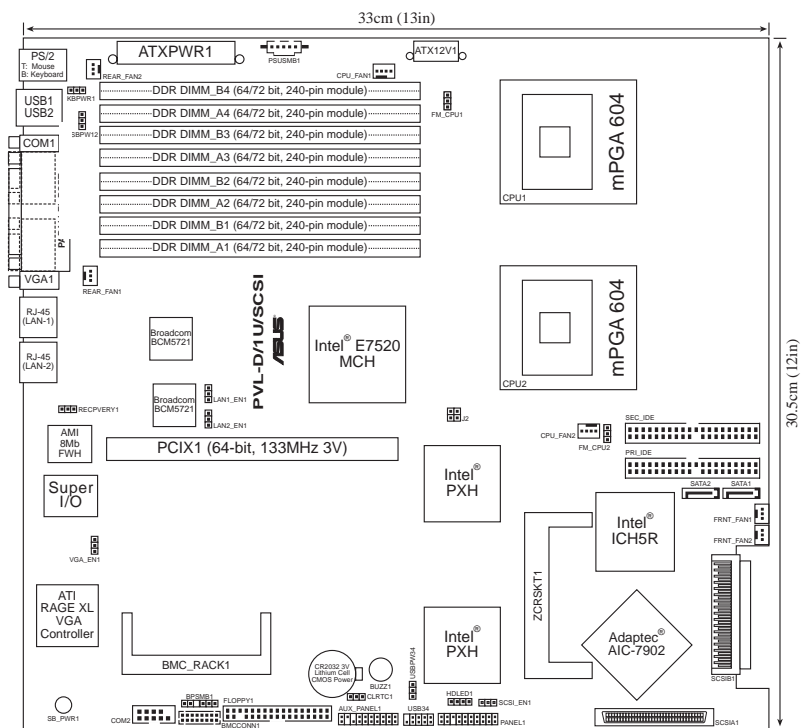 33cm (13in)
30.5cm (12in)
PS/2
T: Mouse
B: Keyboard
ATXPWR1
PSUSMB1
ATX12V1
REAR_FAN2
CPU_FAN1
USB1
USB2
KBPWR1
FM_CPU1
DDR DIMM_B4 (64/72 bit, 240-pin module)
DDR DIMM_A4 (64/72 bit, 240-pin module)
DDR DIMM_B3 (64/72 bit, 240-pin module)
DDR DIMM_A3 (64/72 bit, 240-pin module)
DDR DIMM_B2 (64/72 bit, 240-pin module)
DDR DIMM_A2 (64/72 bit, 240-pin module)
DDR DIMM_B1 (64/72 bit, 240-pin module)
DDR DIMM_A1 (64/72 bit, 240-pin module)
SBPW12
COM1
PA
VGA1
REAR_FAN1
mPGA 604
CPU1
mPGA 604
CPU2
RJ-45
(LAN-1)
RJ-45
(LAN-2)
Broadcom
BCM5721
Broadcom
BCM5721
PVL-D/1U/SCSI
ASUS
Intel® E7520
MCH
LAN1_EN1
LAN2_EN1
RECPVERY1
J2
CPU_FAN2
FM_CPU2
SEC_IDE
PRI_IDE
SATA2
SATA1
AMI
8Mb
FWH
PCIX1 (64-bit, 133MHz 3V)
Super
I/O
Intel®
PXH
Intel®
ICH5R
FRNT_FAN1
FRNT_FAN2
VGA_EN1
ATI
RAGE XL
VGA
Controller
BMC_RACK1
ZCRSKT1
Intel®
PXH
Adaptec®
AIC-7902
SCSIB1
CR2032 3V
Lithium Cell
CMOS Power
BUZZ1
USBPW34
CLRTC1
HDLED1
SCSI_EN1
SB_PWR1
COM2
BPSMB1
BMCCONN1
FLOPPY1
AUX_PANEL1
USB34
PANEL1
SCSIA1